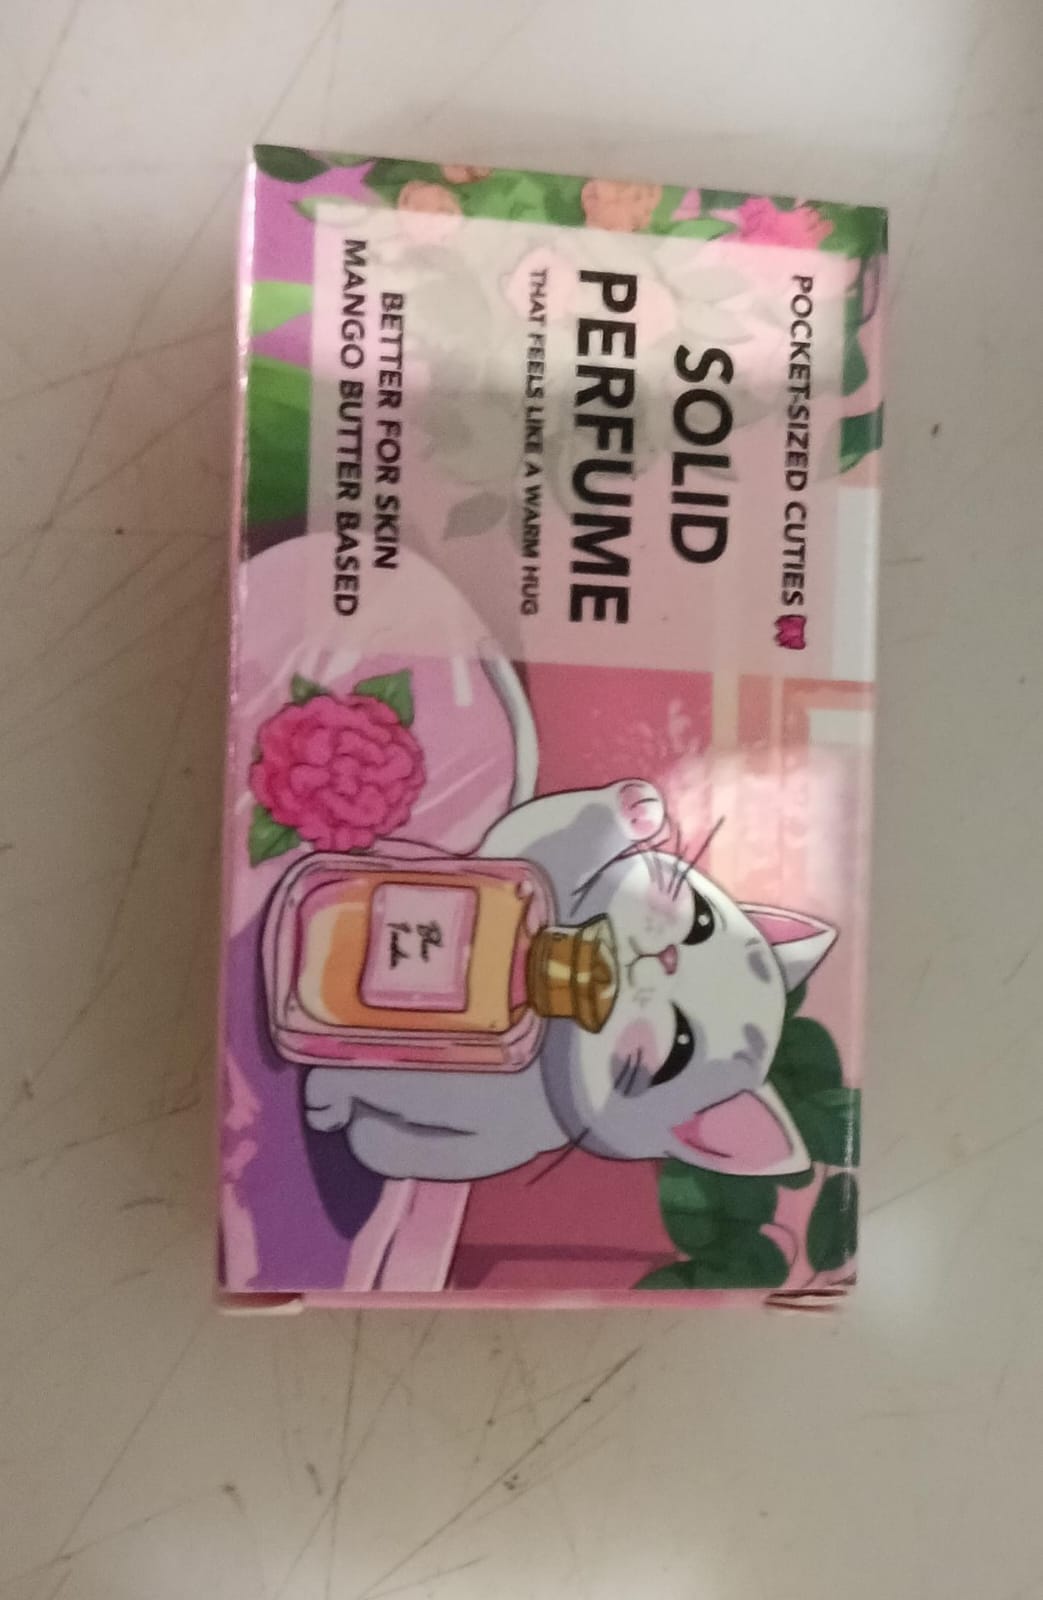 POCKET-SIZED CUTIES
SOLID
PERFUME
THAT FEELS LIKE A WARM HUG
BETTER FOR SKIN
MANGO BUTTER BASED